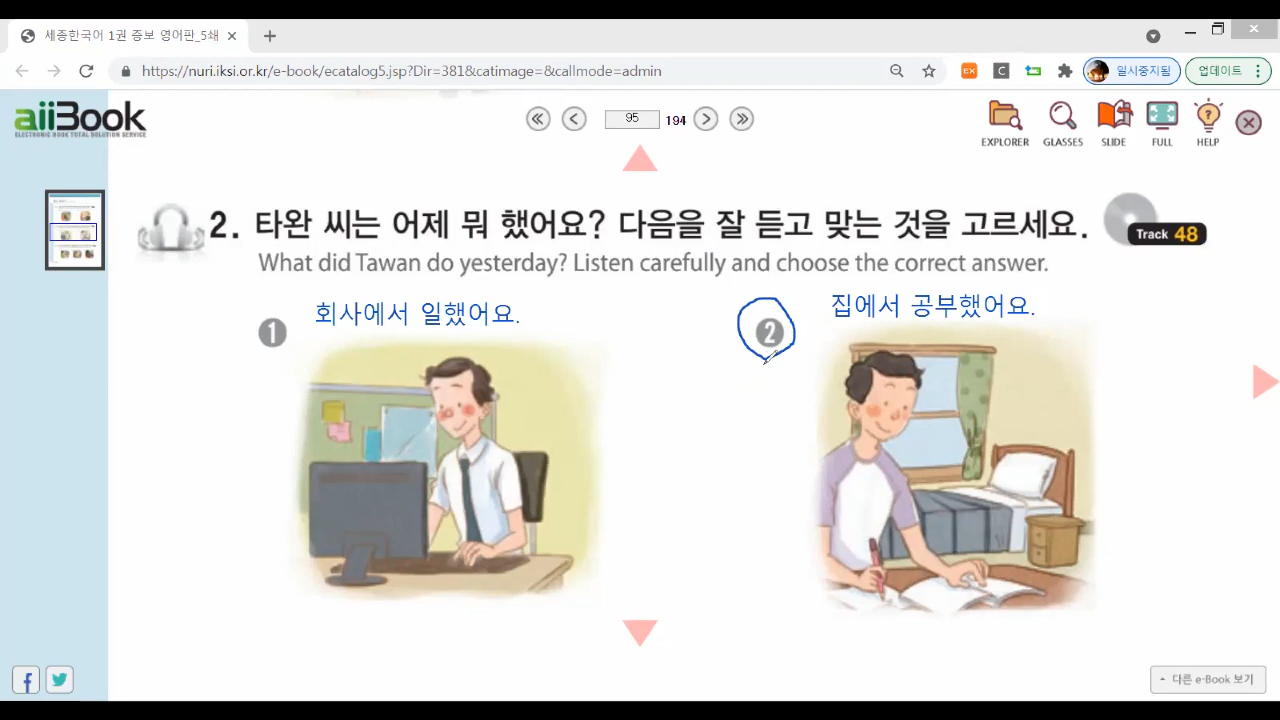 세종한국어 1권 증보 영어판_5쇄
https://nuri.iksi.or.kr/e-book/ecatalog5.jsp?Dir=381&catimage=&callmode=admin
EX
C
일시중지됨
업데이트
aiiBook
ELECTRONIC BOOK TOTAL SOLUTION SERVICE
95 194
EXPLORER GLASSES SLIDE FULL HELP
2. 타완 씨는 어제 뭐 했어요? 다음을 잘 듣고 맞는 것을 고르세요.
Track 48
What did Tawan do yesterday? Listen carefully and choose the correct answer.
1 회사에서 일했어요.
2 집에서 공부했어요.
다른 e-Book 보기